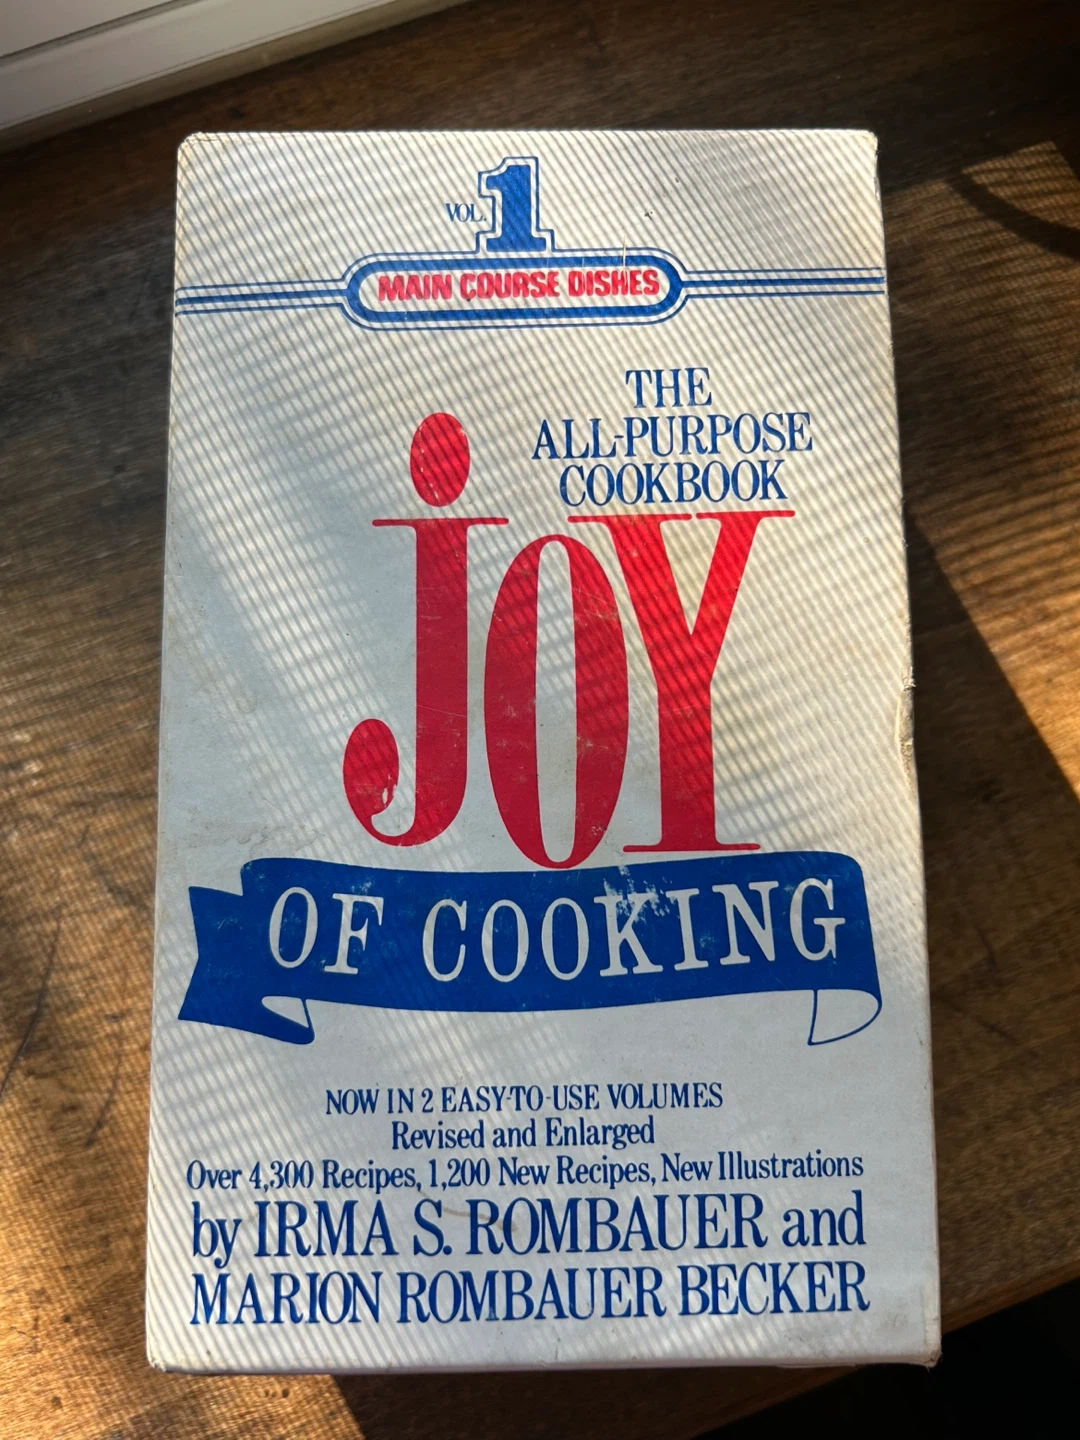 VOL. 1
MAIN COURSE DISHES
THE
ALL-PURPOSE
COOKBOOK
JOY
OF COOKING
NOW IN 2 EASY-TO-USE VOLUMES
Revised and Enlarged
Over 4,300 Recipes, 1,200 New Recipes, New Illustrations
by IRMA S. ROMBAUER and
MARION ROMBAUER BECKER